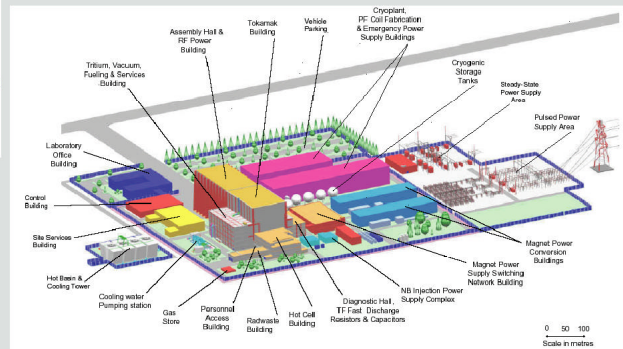 Cryoplant,
PF Coil Fabrication
& Emergency Power
Supply Buildings
Tokamak
Building
Vehicle
Parking
Assembly Hall &
RF Power
Building
Cryogenic
Storage
Tanks
Tritium, Vacuum,
Fueling & Services
Building
Steady-State
Power Supply
Area
Pulsed Power
Supply Area
Laboratory
Office Building
Control
Building
Site Services
Building
Hot Basin &
Cooling Tower
Cooling water
Pumping station
Gas
Store
Personnel
Access
Building
Radwaste
Building
Hot Cell
Building
Diagnostic Hall,
TF Fast Discharge
Resistors & Capacitors
NB Injection Power
Supply Complex
Magnet Power
Supply Switching
Network Building
Magnet Power
Conversion
Buildings
0 50 100
Scale in metres